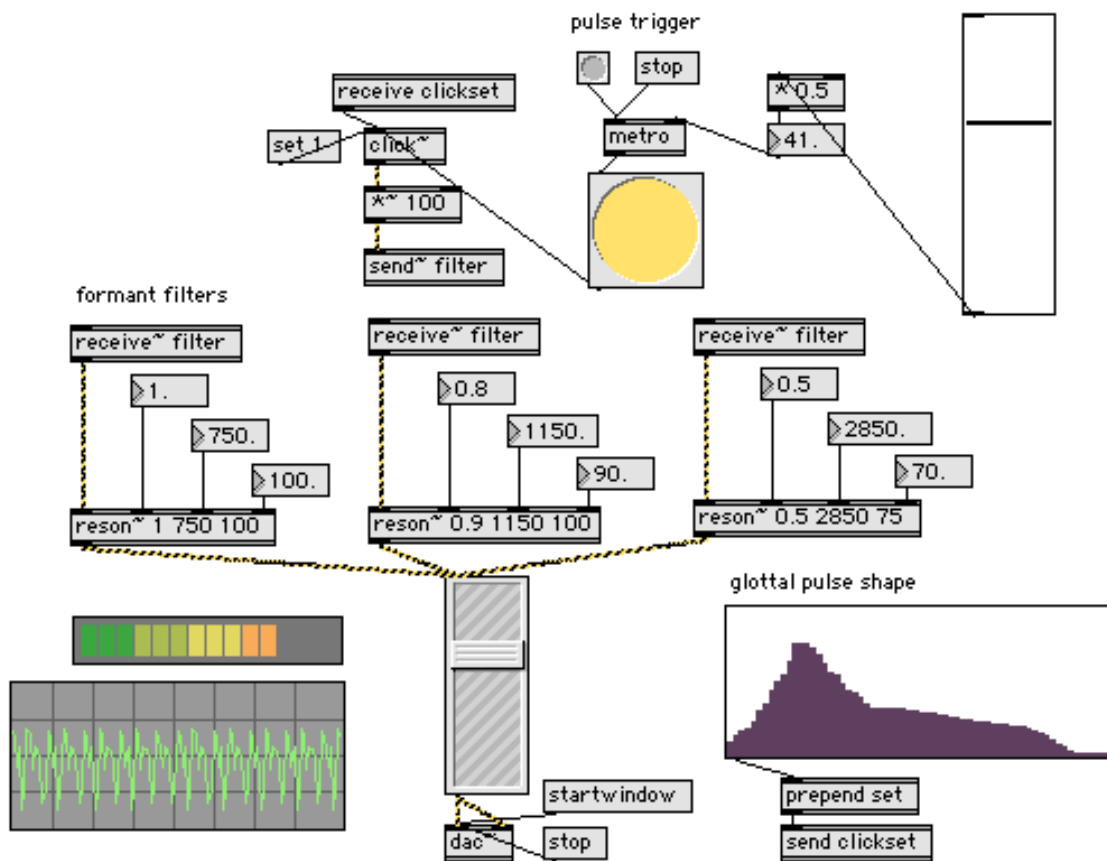 pulse trigger
stop
receive clickset
* 0.5
set 1
click~
metro
41.
*~ 100
send~ filter
formant filters
receive~ filter
receive~ filter
receive~ filter
1.
0.8
0.5
750.
1150.
2850.
100.
90.
70.
reson~ 1 750 100
reson~ 0.9 1150 100
reson~ 0.5 2850 75
glottal pulse shape
startwindow
prepend set
dac~
stop
send clickset